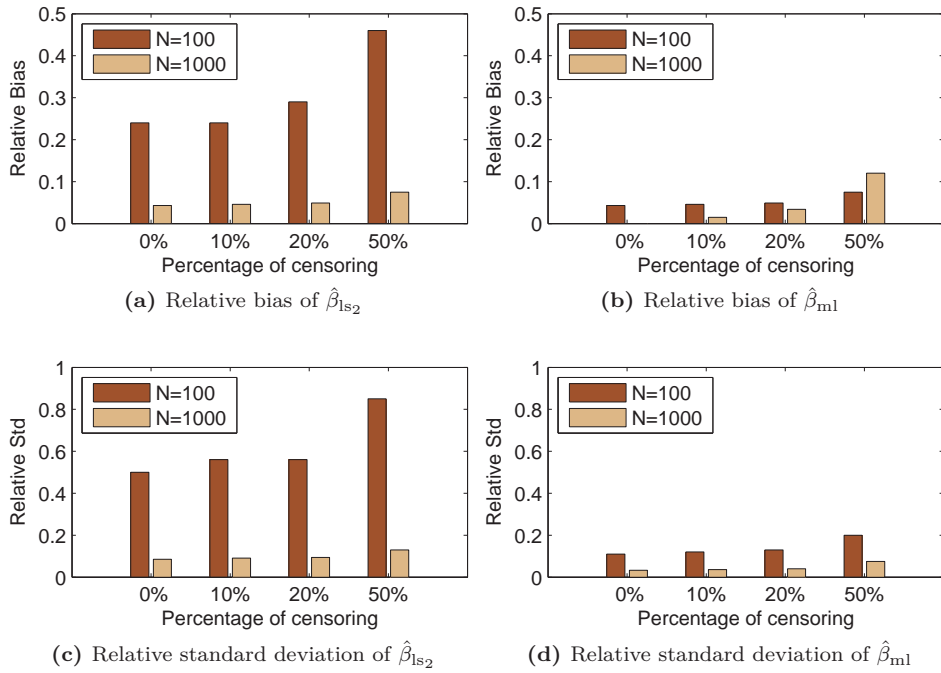 0.5
0.4
0.3
0.2
0.1
0
Relative Bias
N=100
N=1000
0% 10% 20% 50%
Percentage of censoring
(a) Relative bias of β̂ls₂
0.5
0.4
0.3
0.2
0.1
0
Relative Bias
N=100
N=1000
0% 10% 20% 50%
Percentage of censoring
(b) Relative bias of β̂ml
1
0.8
0.6
0.4
0.2
0
Relative Std
N=100
N=1000
0% 10% 20% 50%
Percentage of censoring
(c) Relative standard deviation of β̂ls₂
1
0.8
0.6
0.4
0.2
0
Relative Std
N=100
N=1000
0% 10% 20% 50%
Percentage of censoring
(d) Relative standard deviation of β̂ml